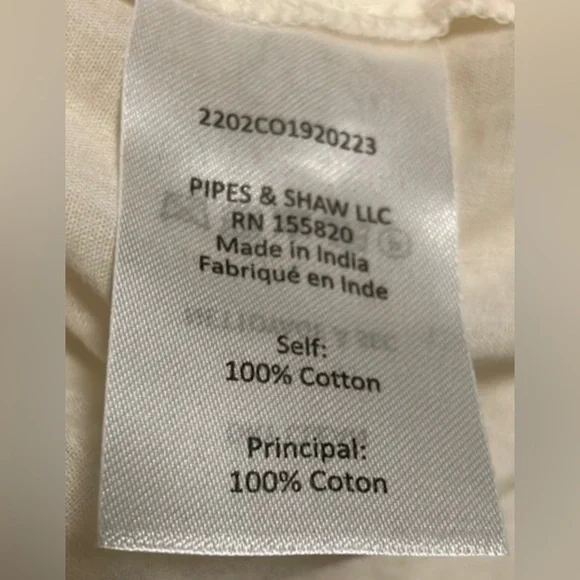 2202CO1920223
PIPES & SHAW LLC
RN 155820
Made in India
Fabriqué en Inde
Self:
100% Cotton
Principal:
100% Coton